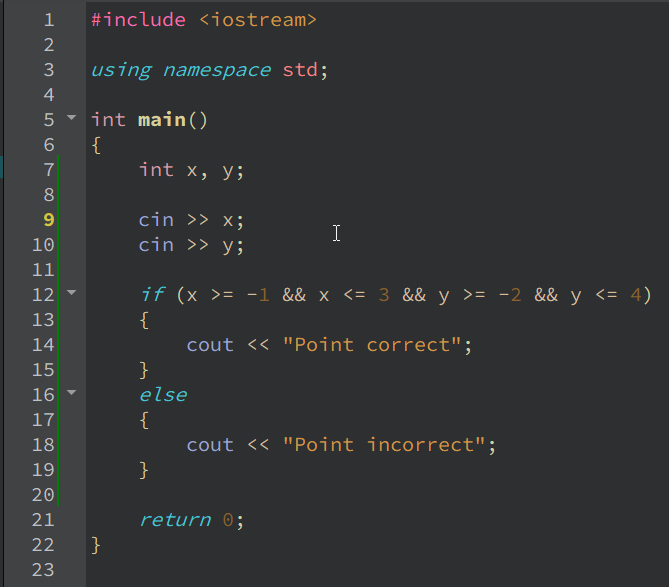 1 #include <iostream>
2
3 using namespace std;
4
5 int main()
6 {
7     int x, y;
8
9     cin >> x;
10     cin >> y;
11
12     if (x >= -1 && x <= 3 && y >= -2 && y <= 4)
13     {
14         cout << "Point correct";
15     }
16     else
17     {
18         cout << "Point incorrect";
19     }
20
21     return 0;
22 }
23